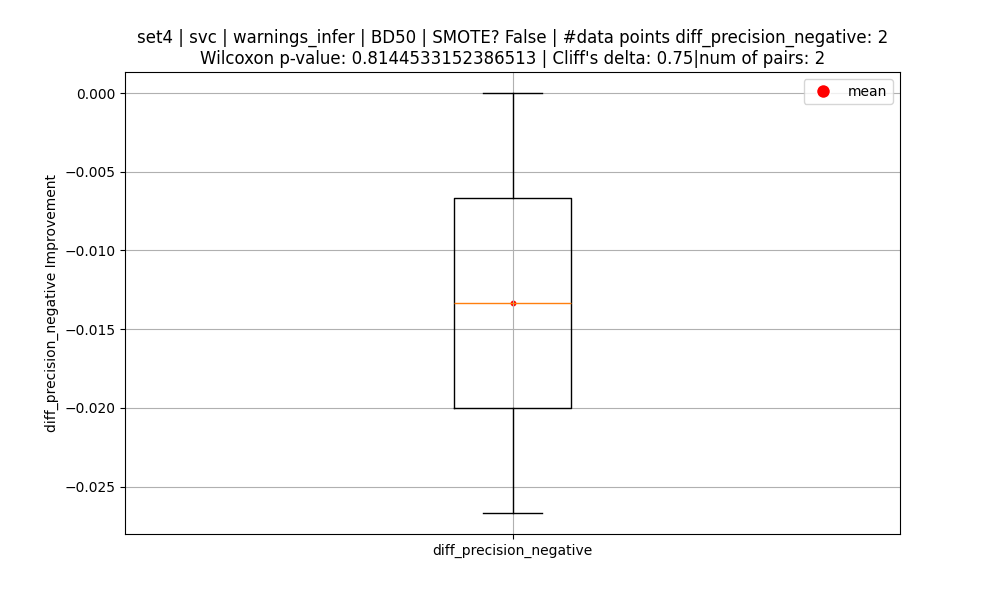 set4 | svc | warnings_infer | BD50 | SMOTE? False | #data points diff_precision_negative: 2
Wilcoxon p-value: 0.8144533152386513 | Cliff's delta: 0.75|num of pairs: 2
mean
0.000
−0.005
−0.010
−0.015
−0.020
−0.025
diff_precision_negative Improvement
diff_precision_negative